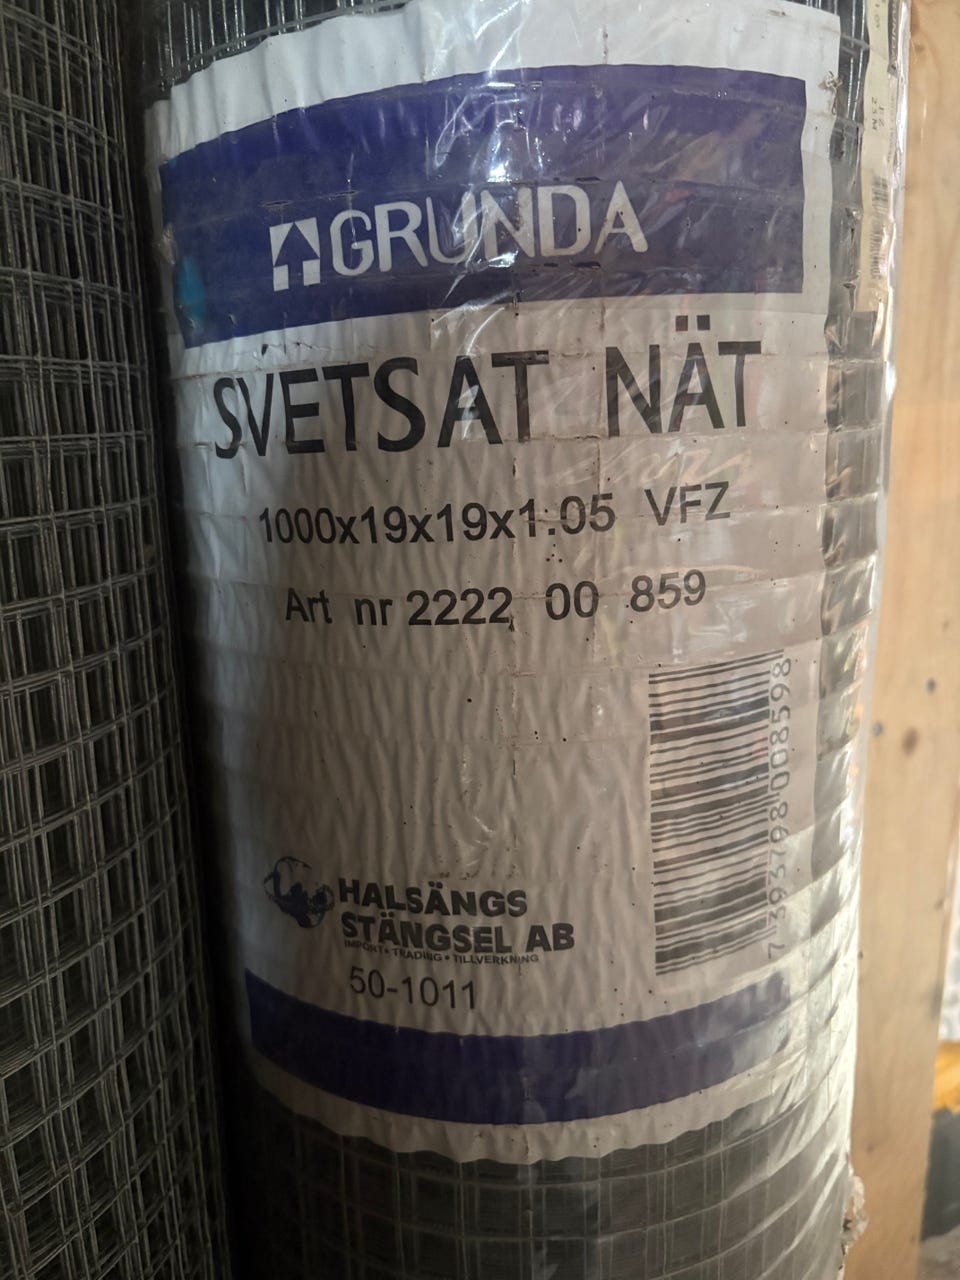 GRUNDA
SVETSAT NÄT
1000x19x19x1.05 VFZ
Art nr 2222 00 859
7 393798 008598
HALSÄNGS
STÄNGSEL AB
IMPORT • TRADING • TILLVERKNING
50-1011